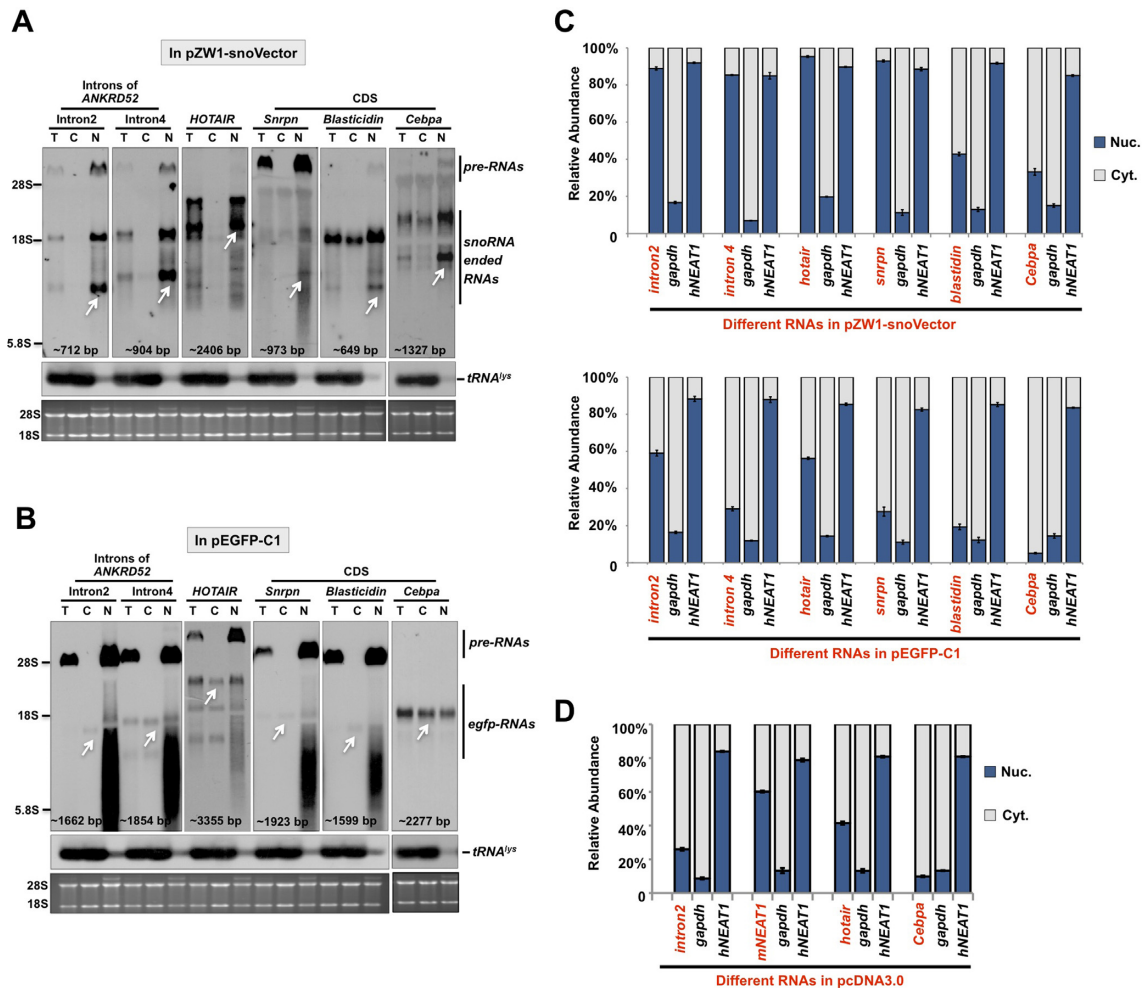 A
In pZW1-snoVector
Introns of
ANKRD52
CDS
Intron2 Intron4 HOTAIR Snrpn Blasticidin Cebpa
T C N T C N T C N T C N T C N T C N
pre-RNAs
28S
18S
snoRNA
ended
RNAs
5.8S
~712 bp ~904 bp ~2406 bp ~973 bp ~649 bp ~1327 bp
tRNAlys
28S
18S
B
In pEGFP-C1
Introns of
ANKRD52
CDS
Intron2 Intron4 HOTAIR Snrpn Blasticidin Cebpa
T C N T C N T C N T C N T C N T C N
pre-RNAs
28S
18S
egfp-RNAs
5.8S
~1662 bp ~1854 bp ~3355 bp ~1923 bp ~1599 bp ~2277 bp
tRNAlys
28S
18S
C
Relative Abundance
100%
80%
60%
40%
20%
0
Nuc.
Cyt.
intron2 gapdh hNEAT1 intron 4 gapdh hNEAT1 hotair gapdh hNEAT1 snrpn gapdh hNEAT1 blastidin gapdh hNEAT1 Cebpa gapdh hNEAT1
Different RNAs in pZW1-snoVector
Relative Abundance
100%
80%
60%
40%
20%
0
intron2 gapdh hNEAT1 intron 4 gapdh hNEAT1 hotair gapdh hNEAT1 snrpn gapdh hNEAT1 blastidin gapdh hNEAT1 Cebpa gapdh hNEAT1
Different RNAs in pEGFP-C1
D
Relative Abundance
100%
80%
60%
40%
20%
0
Nuc.
Cyt.
intron2 gapdh hNEAT1 mNEAT1 gapdh hNEAT1 hotair gapdh hNEAT1 Cebpa gapdh hNEAT1
Different RNAs in pcDNA3.0